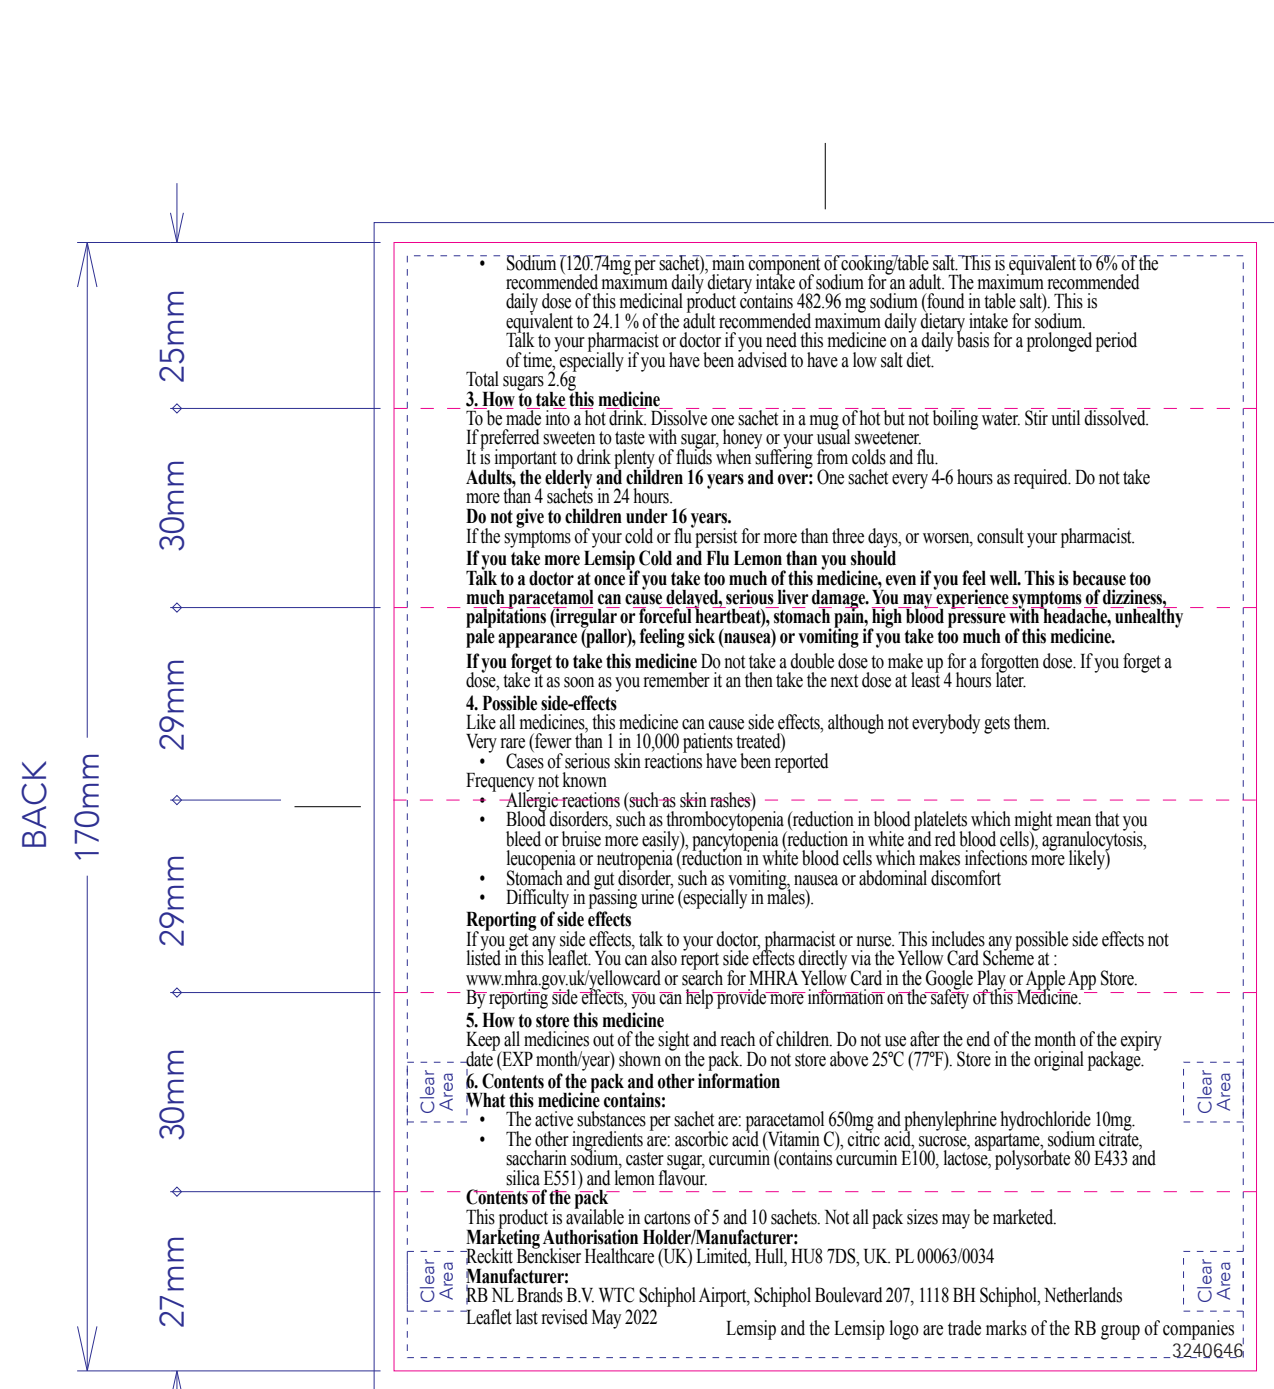 • Sodium (120.74mg per sachet), main component of cooking/table salt. This is equivalent to 6% of the
recommended maximum daily dietary intake of sodium for an adult. The maximum recommended
daily dose of this medicinal product contains 482.96 mg sodium (found in table salt). This is
equivalent to 24.1 % of the adult recommended maximum daily dietary intake for sodium.
Talk to your pharmacist or doctor if you need this medicine on a daily basis for a prolonged period
of time, especially if you have been advised to have a low salt diet.
Total sugars 2.6g
3. How to take this medicine
To be made into a hot drink. Dissolve one sachet in a mug of hot but not boiling water. Stir until dissolved.
If preferred sweeten to taste with sugar, honey or your usual sweetener.
It is important to drink plenty of fluids when suffering from colds and flu.
Adults, the elderly and children 16 years and over: One sachet every 4-6 hours as required. Do not take
more than 4 sachets in 24 hours.
Do not give to children under 16 years.
If the symptoms of your cold or flu persist for more than three days, or worsen, consult your pharmacist.
If you take more Lemsip Cold and Flu Lemon than you should
Talk to a doctor at once if you take too much of this medicine, even if you feel well. This is because too
much paracetamol can cause delayed, serious liver damage. You may experience symptoms of dizziness,
palpitations (irregular or forceful heartbeat), stomach pain, high blood pressure with headache, unhealthy
pale appearance (pallor), feeling sick (nausea) or vomiting if you take too much of this medicine.
If you forget to take this medicine Do not take a double dose to make up for a forgotten dose. If you forget a
dose, take it as soon as you remember it an then take the next dose at least 4 hours later.
4. Possible side-effects
Like all medicines, this medicine can cause side effects, although not everybody gets them.
Very rare (fewer than 1 in 10,000 patients treated)
• Cases of serious skin reactions have been reported
Frequency not known
• Allergic reactions (such as skin rashes)
• Blood disorders, such as thrombocytopenia (reduction in blood platelets which might mean that you
bleed or bruise more easily), pancytopenia (reduction in white and red blood cells), agranulocytosis,
leucopenia or neutropenia (reduction in white blood cells which makes infections more likely)
• Stomach and gut disorder, such as vomiting, nausea or abdominal discomfort
• Difficulty in passing urine (especially in males).
Reporting of side effects
If you get any side effects, talk to your doctor, pharmacist or nurse. This includes any possible side effects not
listed in this leaflet. You can also report side effects directly via the Yellow Card Scheme at :
www.mhra.gov.uk/yellowcard or search for MHRA Yellow Card in the Google Play or Apple App Store.
By reporting side effects, you can help provide more information on the safety of this Medicine.
5. How to store this medicine
Keep all medicines out of the sight and reach of children. Do not use after the end of the month of the expiry
date (EXP month/year) shown on the pack. Do not store above 25°C (77°F). Store in the original package.
6. Contents of the pack and other information
What this medicine contains:
• The active substances per sachet are: paracetamol 650mg and phenylephrine hydrochloride 10mg.
• The other ingredients are: ascorbic acid (Vitamin C), citric acid, sucrose, aspartame, sodium citrate,
saccharin sodium, caster sugar, curcumin (contains curcumin E100, lactose, polysorbate 80 E433 and
silica E551) and lemon flavour.
Contents of the pack
This product is available in cartons of 5 and 10 sachets. Not all pack sizes may be marketed.
Marketing Authorisation Holder/Manufacturer:
Reckitt Benckiser Healthcare (UK) Limited, Hull, HU8 7DS, UK. PL 00063/0034
Manufacturer:
RB NL Brands B.V. WTC Schiphol Airport, Schiphol Boulevard 207, 1118 BH Schiphol, Netherlands
Leaflet last revised May 2022
Lemsip and the Lemsip logo are trade marks of the RB group of companies
3240646
BACK
170mm
25mm
30mm
29mm
29mm
30mm
27mm
Clear
Area
Clear
Area
Clear
Area
Clear
Area